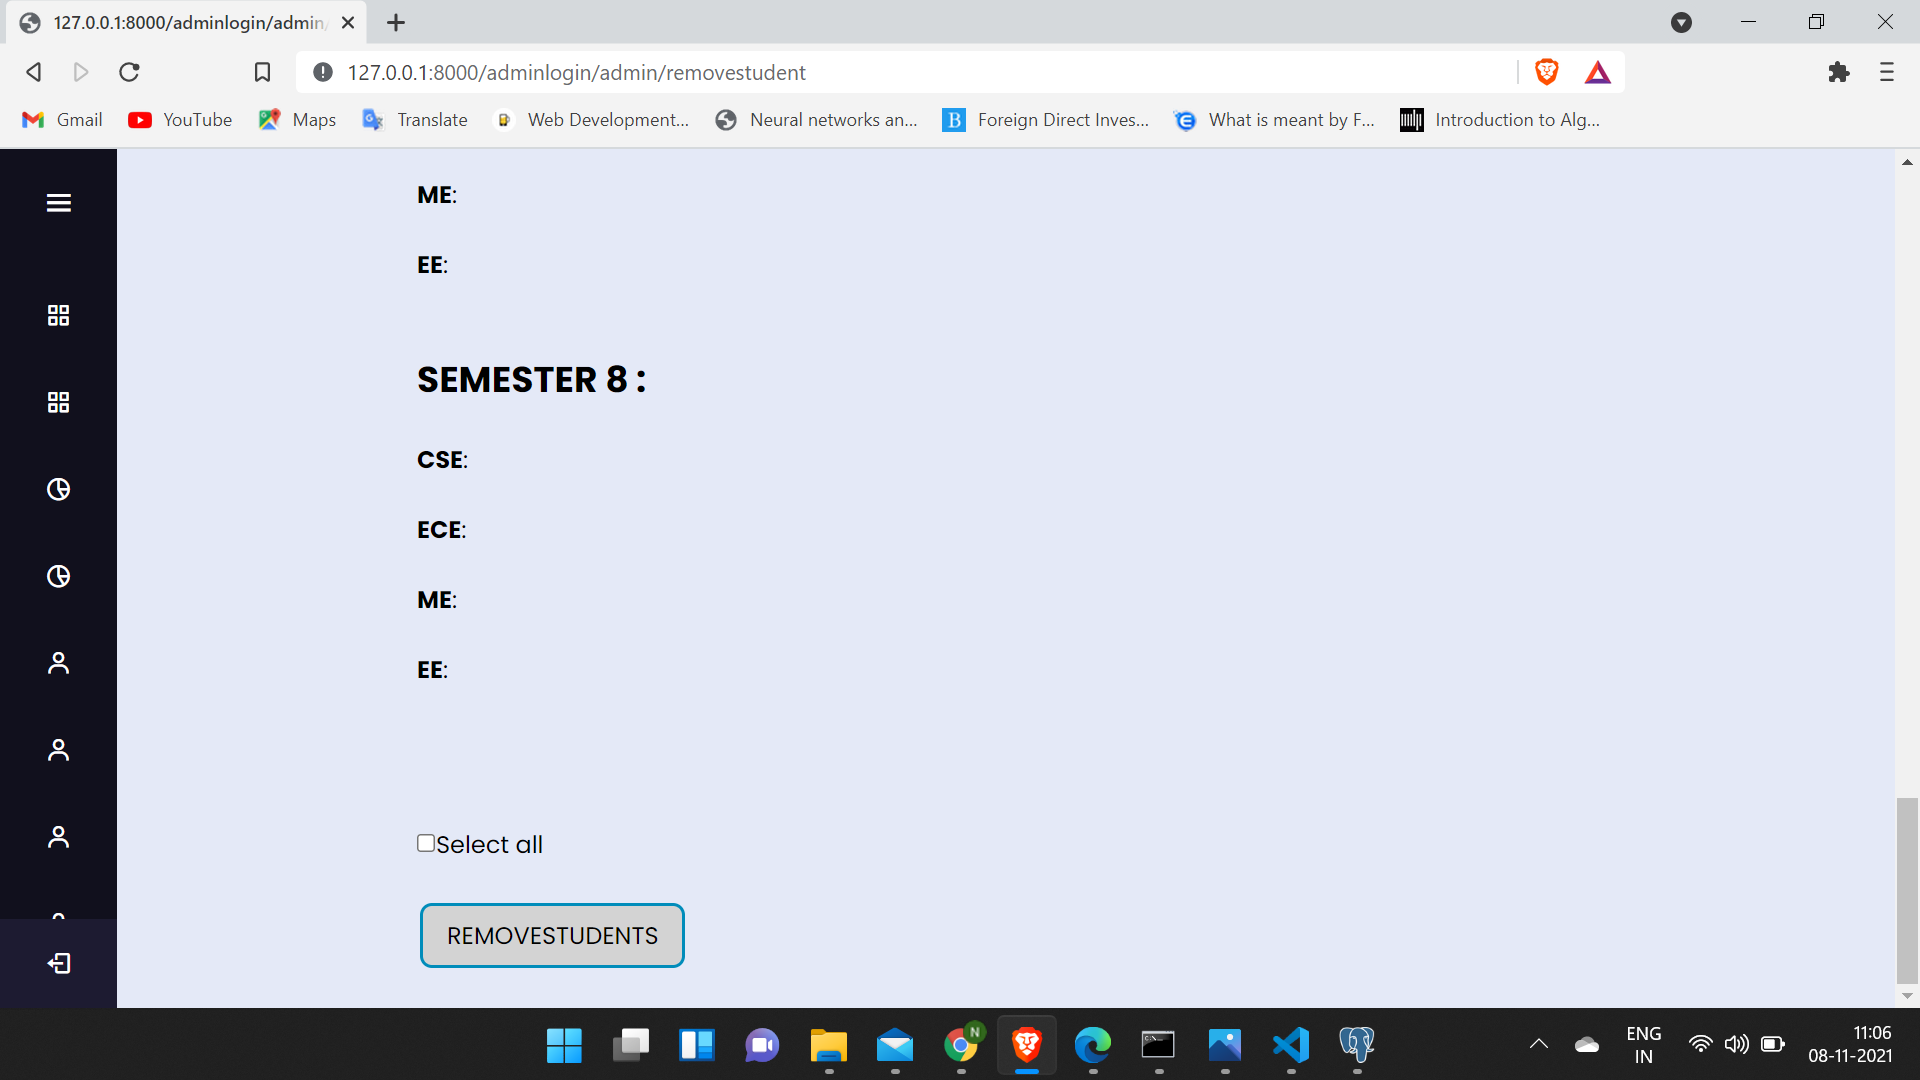 127.0.0.1:8000/adminlogin/admin/
127.0.0.1:8000/adminlogin/admin/removestudent
Gmail YouTube Maps Translate Web Development... Neural networks an... Foreign Direct Inves... What is meant by F... Introduction to Alg...
ME:
EE:
SEMESTER 8 :
CSE:
ECE:
ME:
EE:
Select all
REMOVESTUDENTS
N
ENG
IN
11:06
08-11-2021